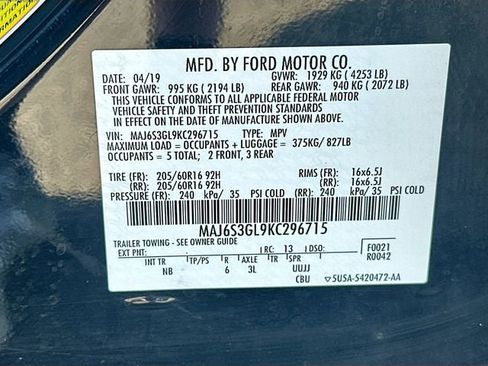 MFD. BY FORD MOTOR CO.
DATE: 04/19 GVWR: 1929 KG ( 4253 LB)
FRONT GAWR: 995 KG ( 2194 LB) REAR GAWR: 940 KG ( 2072 LB)
THIS VEHICLE CONFORMS TO ALL APPLICABLE FEDERAL MOTOR
VEHICLE SAFETY AND THEFT PREVENTION STANDARDS
IN EFFECT ON THE DATE OF MANUFACTURE SHOWN ABOVE.
VIN: MAJ6S3GL9KC296715 TYPE: MPV
MAXIMUM LOAD = OCCUPANTS + LUGGAGE = 375KG/ 827LB
OCCUPANTS = 5 TOTAL; 2 FRONT, 3 REAR
TIRE (FR): 205/60R16 92H RIMS (FR): 16x6.5J
(RR): 205/60R16 92H (RR): 16x6.5J
PRESSURE (FR): 240 kPa/ 35 PSI COLD (RR): 240 kPa/ 35 PSI COLD
MAJ6S3GL9KC296715
TRAILER TOWING - SEE OWNER GUIDE
EXT PNT: RC: 13 DSO: F0021
R0042
INT TR TP/PS R AXLE TR SPR
NB 6 3L UUJJ
CBU 5U5A-5420472-AA